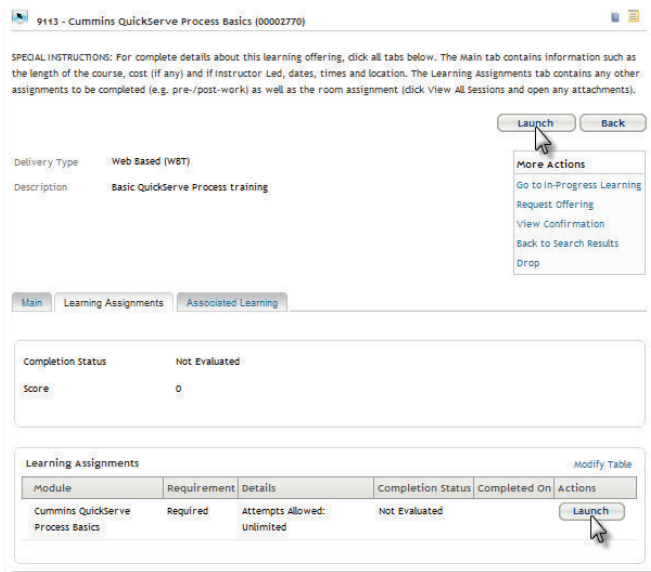 9113 - Cummins QuickServe Process Basics (00002770)
SPECIAL INSTRUCTIONS: For complete details about this learning offering, click all tabs below. The Main tab contains information such as
the length of the course, cost (if any) and if Instructor Led, dates, times and location. The Learning Assignments tab contains any other
assignments to be completed (e.g. pre-/post-work) as well as the room assignment (click View All Sessions and open any attachments).
Launch Back
Delivery Type Web Based (WBT)
Description Basic QuickServe Process training
More Actions
Go to In-Progress Learning
Request Offering
View Confirmation
Back to Search Results
Drop
Main Learning Assignments Associated Learning
Completion Status Not Evaluated
Score 0
Learning Assignments Modify Table
Module Requirement Details Completion Status Completed On Actions
Cummins QuickServe Required Attempts Allowed: Not Evaluated Launch
Process Basics Unlimited